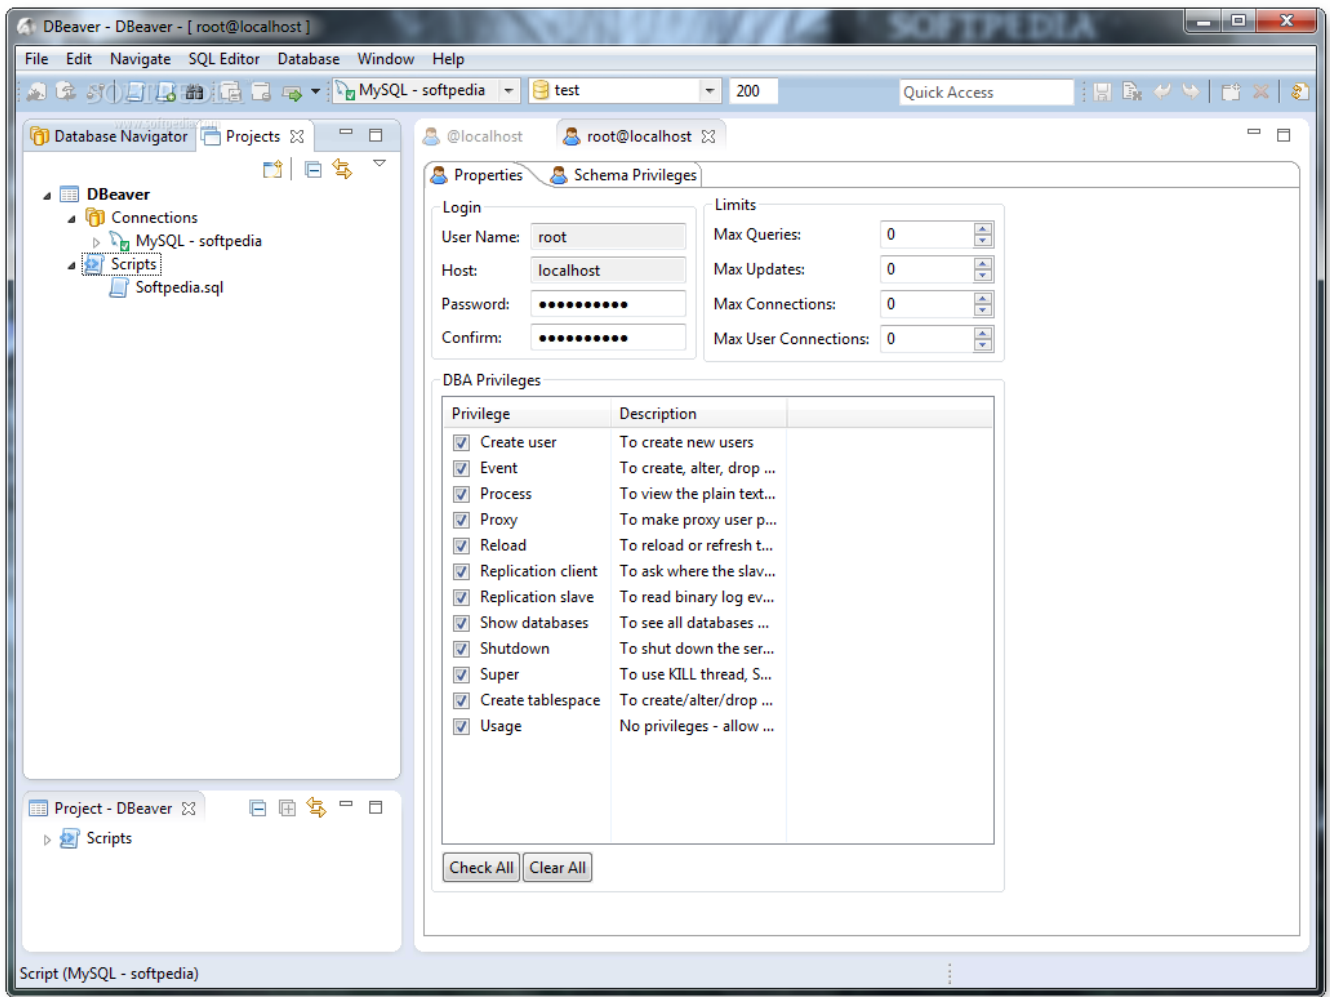 DBeaver - DBeaver - [ root@localhost ]
SOFTPEDIA
File Edit Navigate SQL Editor Database Window Help
MySQL - softpedia test 200 Quick Access
www.softpedia.com
Database Navigator Projects
@localhost root@localhost
Properties Schema Privileges
DBeaver
Connections
MySQL - softpedia
Scripts
Softpedia.sql
Login
User Name: root
Host: localhost
Password: ●●●●●●●●●●
Confirm: ●●●●●●●●●●
Limits
Max Queries: 0
Max Updates: 0
Max Connections: 0
Max User Connections: 0
DBA Privileges
Privilege Description
Create user To create new users
Event To create, alter, drop ...
Process To view the plain text...
Proxy To make proxy user p...
Reload To reload or refresh t...
Replication client To ask where the slav...
Replication slave To read binary log ev...
Show databases To see all databases ...
Shutdown To shut down the ser...
Super To use KILL thread, S...
Create tablespace To create/alter/drop ...
Usage No privileges - allow ...
Check All Clear All
Project - DBeaver
Scripts
Script (MySQL - softpedia)